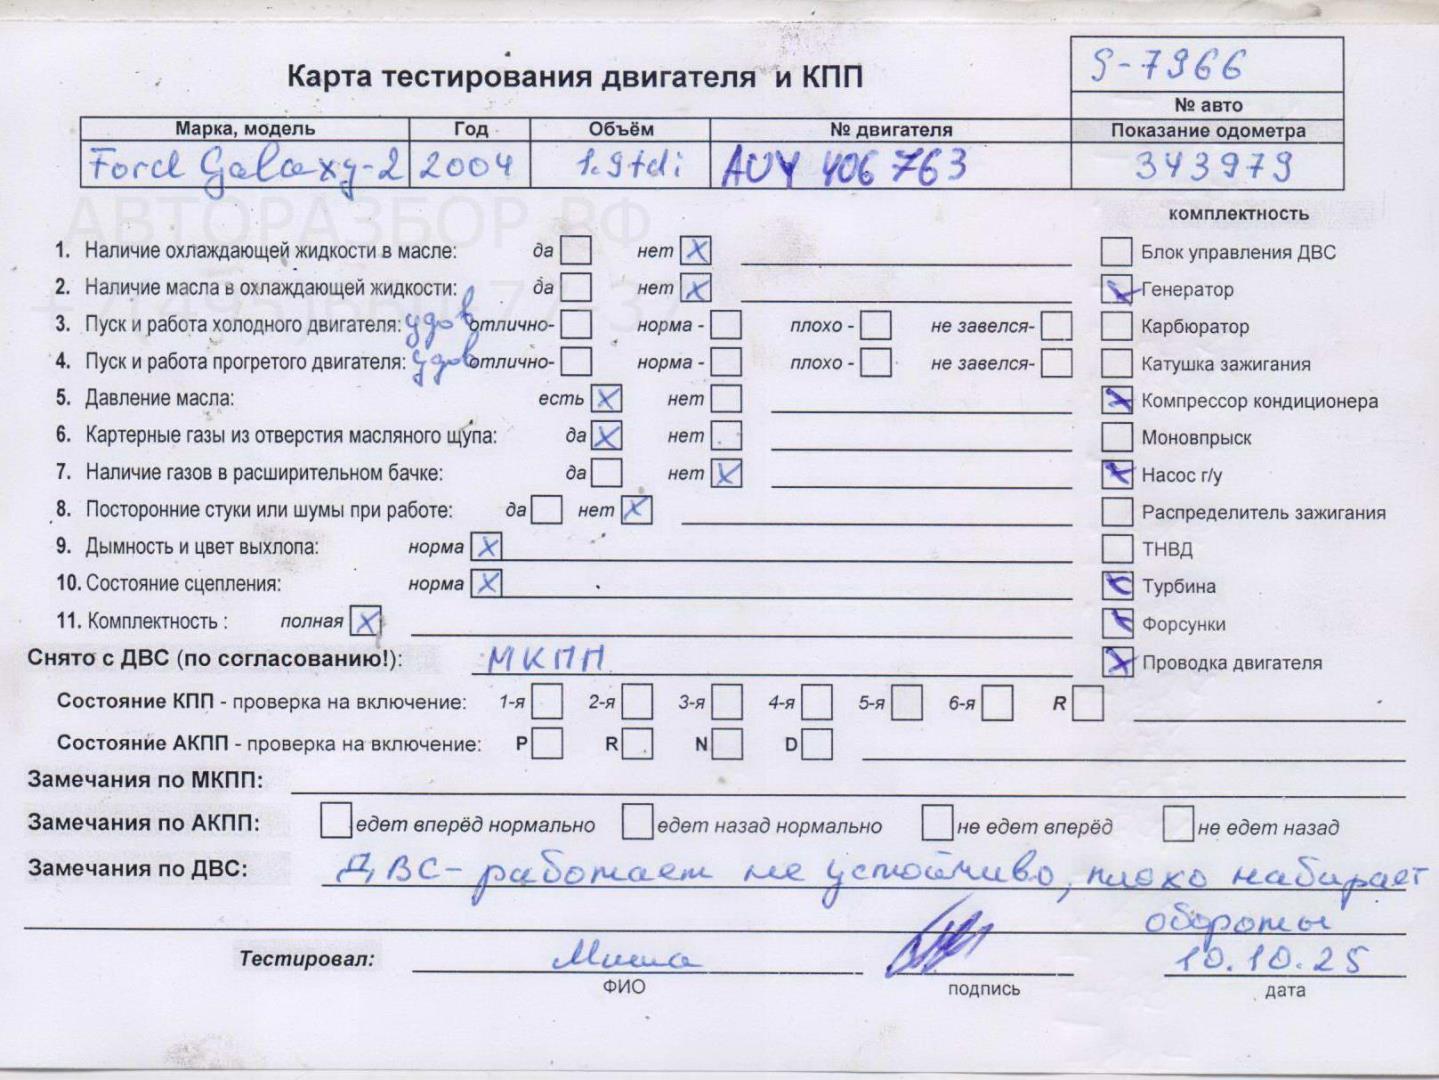 S-7966
Карта тестирования двигателя и КПП
№ авто
Марка, модель Год Объём № двигателя Показание одометра
Ford Galaxy-2 2004 1.9tdi AUY 406 763 343979
АВТОРАЗБОР.РФ
комплектность
1. Наличие охлаждающей жидкости в масле: да нет X Блок управления ДВС
2. Наличие масла в охлаждающей жидкости: да нет X Генератор
3. Пуск и работа холодного двигателя: удов отлично- норма - плохо - не завелся- Карбюратор
4. Пуск и работа прогретого двигателя: удов отлично- норма - плохо - не завелся- Катушка зажигания
5. Давление масла: есть X нет Компрессор кондиционера
6. Картерные газы из отверстия масляного щупа: да X нет Моновпрыск
7. Наличие газов в расширительном бачке: да нет X Насос г/у
8. Посторонние стуки или шумы при работе: да нет X Распределитель зажигания
9. Дымность и цвет выхлопа: норма X ТНВД
10. Состояние сцепления: норма X Турбина
11. Комплектность : полная X Форсунки
Снято с ДВС (по согласованию!): МКПП Проводка двигателя
Состояние КПП - проверка на включение: 1-я 2-я 3-я 4-я 5-я 6-я R
Состояние АКПП - проверка на включение: P R N D
Замечания по МКПП:
Замечания по АКПП: едет вперёд нормально едет назад нормально не едет вперёд не едет назад
Замечания по ДВС: ДВС- работает не устойчиво, плохо набирает
обороты
Тестировал: Миша 10.10.25
ФИО подпись дата